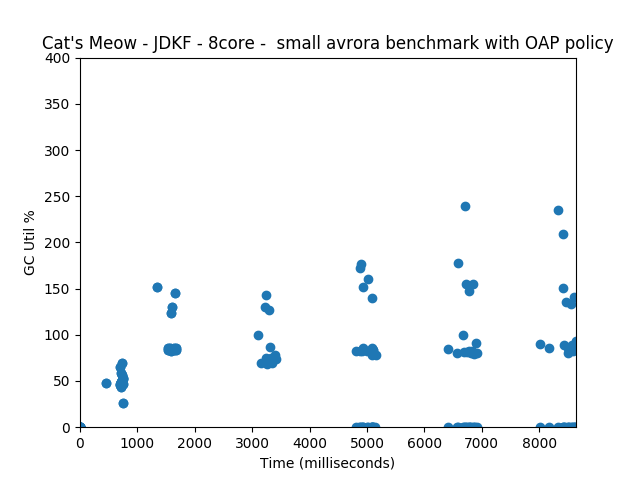 Cat's Meow - JDKF - 8core -  small avrora benchmark with OAP policy
400
350
300
250
200
150
100
50
0
GC Util %
0 1000 2000 3000 4000 5000 6000 7000 8000
Time (milliseconds)